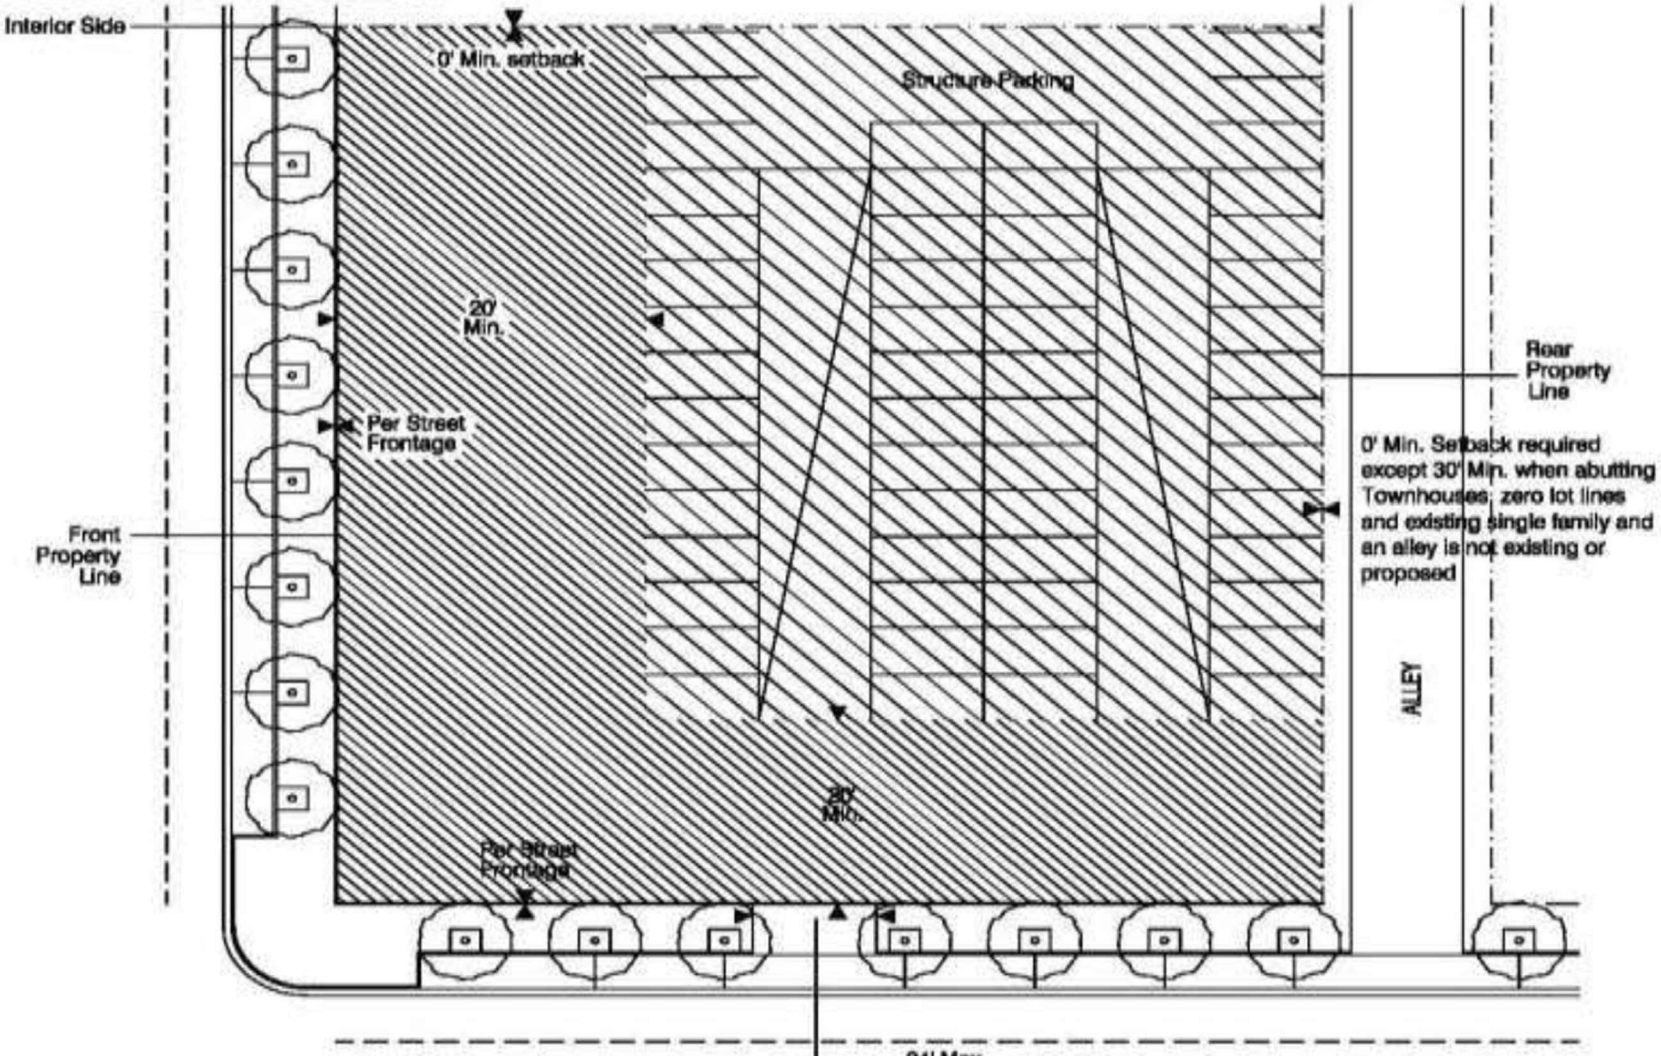 Interior Side
0' Min. setback
Structure Parking
20'
Min.
Per Street
Frontage
Front
Property
Line
Rear
Property
Line
0' Min. Setback required
except 30' Min. when abutting
Townhouses, zero lot lines
and existing single family and
an alley is not existing or
proposed
ALLEY
20'
Min.
Per Street
Frontage